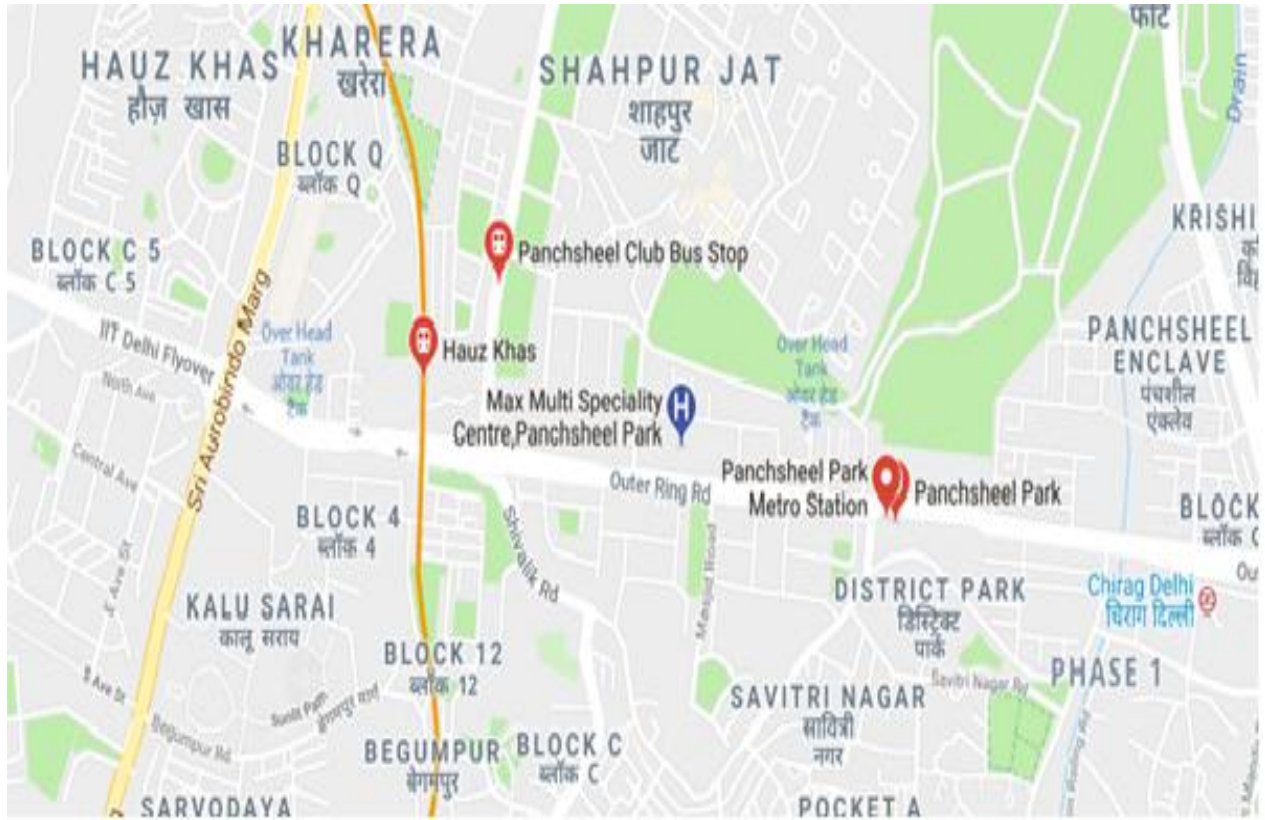 फोर्ट
KHARERA
खरेरा
HAUZ KHAS
हौज़ खास
SHAHPUR JAT
शाहपुर
जाट
Drain
BLOCK Q
ब्लॉक Q
KRISHI
BLOCK C 5
ब्लॉक C 5
Panchsheel Club Bus Stop
Sri Aurobindo Marg
IIT Delhi Flyover
Over Head
Tank
ओवर हेड
टैंक
Hauz Khas
Over Head
Tank
ओवर हेड
टैंक
PANCHSHEEL
ENCLAVE
पंचशील
एंक्लेव
North Ave
Max Multi Speciality
Centre,Panchsheel Park
Central Ave
Outer Ring Rd
Panchsheel Park
Metro Station
Panchsheel Park
BLOCK 4
ब्लॉक 4
BLOCK
ब्लॉक
Shivalik Rd
Masjid Road
DISTRICT PARK
डिस्ट्रिक्ट
पार्क
Chirag Delhi
चिराग दिल्ली
Ou
KALU SARAI
कालू सराय
BLOCK 12
ब्लॉक 12
PHASE 1
Savitri Nagar Rd
SAVITRI NAGAR
सावित्री
नगर
Begumpur Rd
BEGUMPUR
बेगमपुर
BLOCK C
ब्लॉक C
SARVODAYA
POCKET A